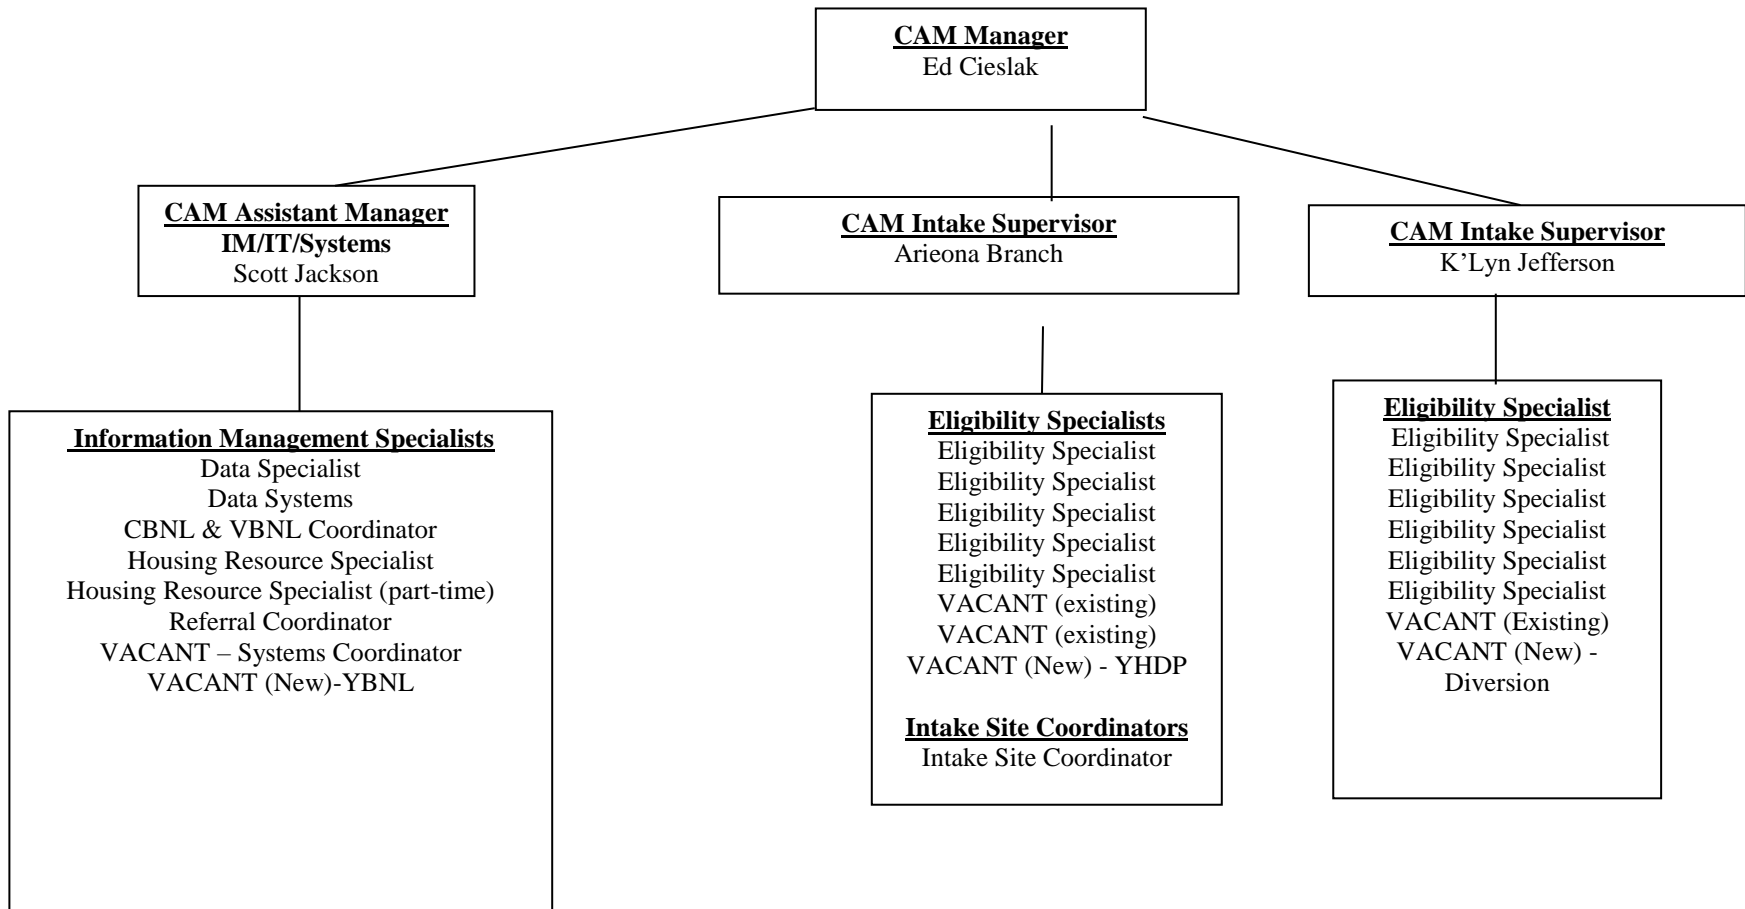 CAM Manager
Ed Cieslak
CAM Assistant Manager
IM/IT/Systems
Scott Jackson
CAM Intake Supervisor
Arieona Branch
CAM Intake Supervisor
K’Lyn Jefferson
Information Management Specialists
Data Specialist
Data Systems
CBNL & VBNL Coordinator
Housing Resource Specialist
Housing Resource Specialist (part-time)
Referral Coordinator
VACANT – Systems Coordinator
VACANT (New)-YBNL
Eligibility Specialists
Eligibility Specialist
Eligibility Specialist
Eligibility Specialist
Eligibility Specialist
Eligibility Specialist
VACANT (existing)
VACANT (existing)
VACANT (New) - YHDP
Intake Site Coordinators
Intake Site Coordinator
Eligibility Specialist
Eligibility Specialist
Eligibility Specialist
Eligibility Specialist
Eligibility Specialist
Eligibility Specialist
Eligibility Specialist
VACANT (Existing)
VACANT (New) -
Diversion